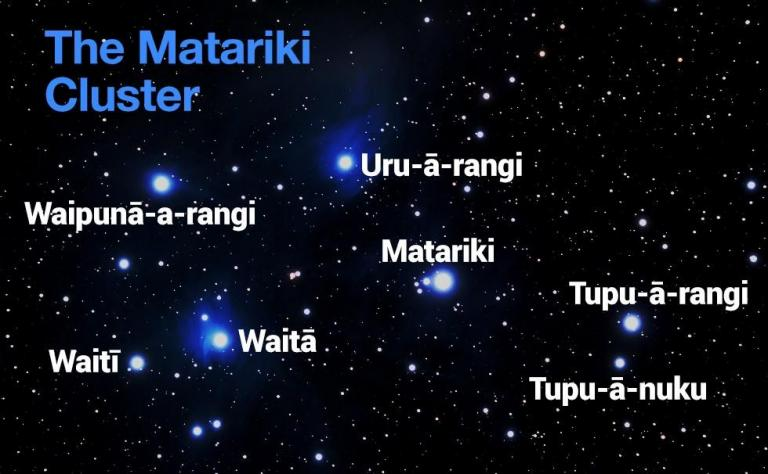 The Matariki
Cluster
Uru-ā-rangi
Waipunā-a-rangi
Matariki
Tupu-ā-rangi
Waitā
Waitī
Tupu-ā-nuku